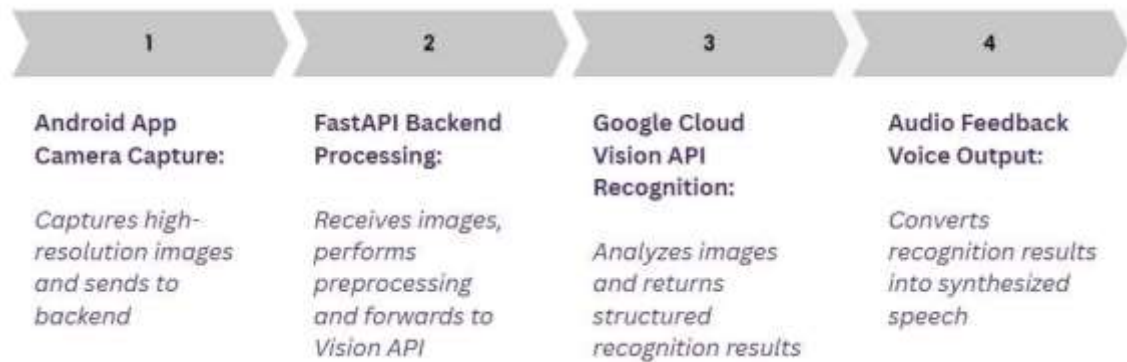 1
2
3
4
Android App
Camera Capture:
Captures high-
resolution images
and sends to
backend
FastAPI Backend
Processing:
Receives images,
performs
preprocessing
and forwards to
Vision API
Google Cloud
Vision API
Recognition:
Analyzes images
and returns
structured
recognition results
Audio Feedback
Voice Output:
Converts
recognition results
into synthesized
speech